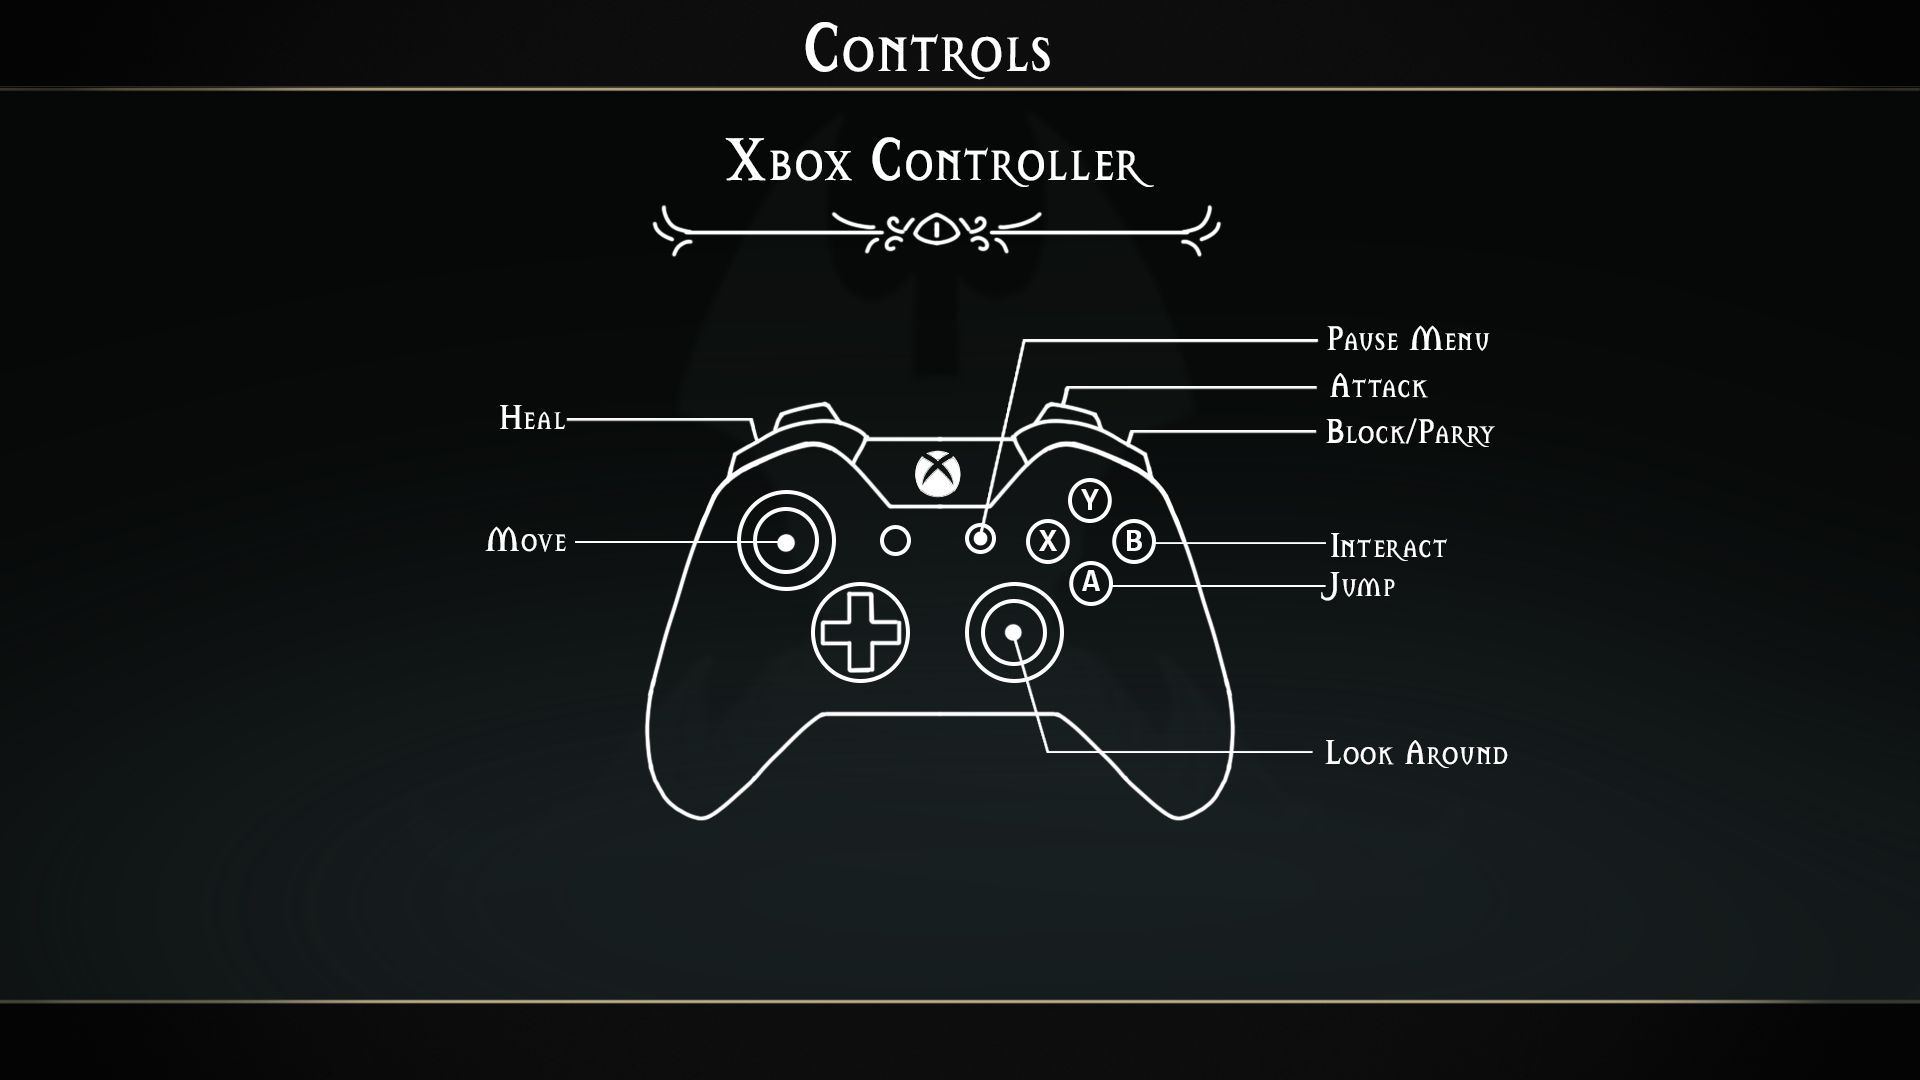 Controls
Xbox Controller
Pause Menu
Attack
Heal
Block/Parry
Y
Move
X
B
Interact
A
Jump
Look Around